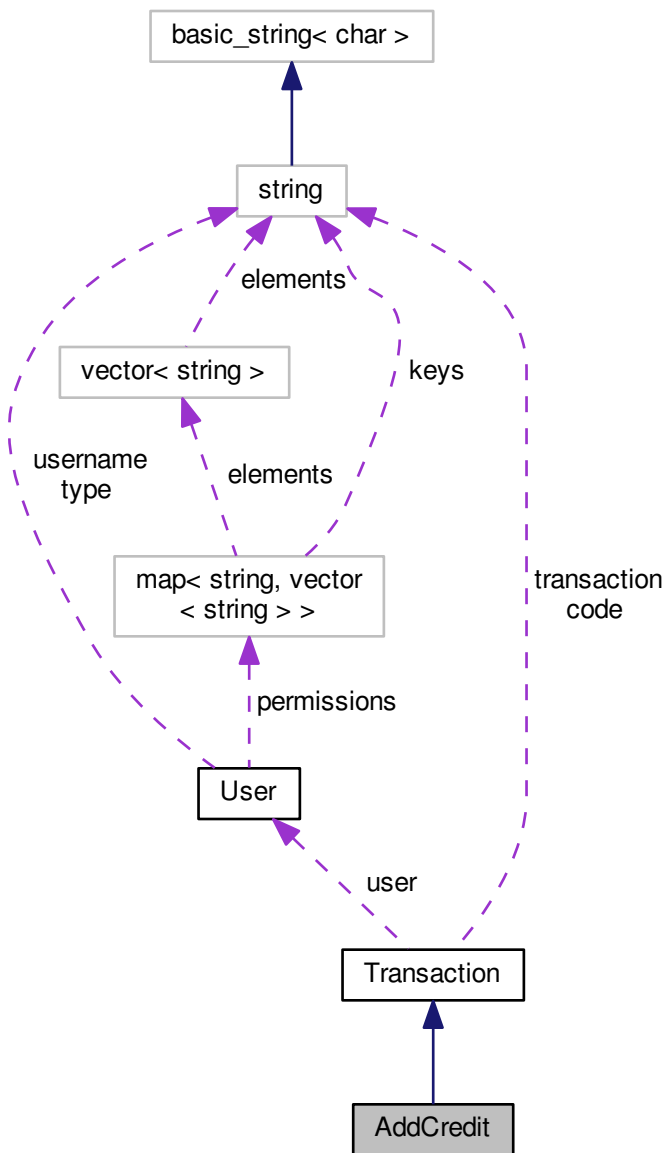 basic_string< char >
string
elements
vector< string >
keys
username
type
elements
map< string, vector
< string > >
transaction
code
permissions
User
user
Transaction
AddCredit